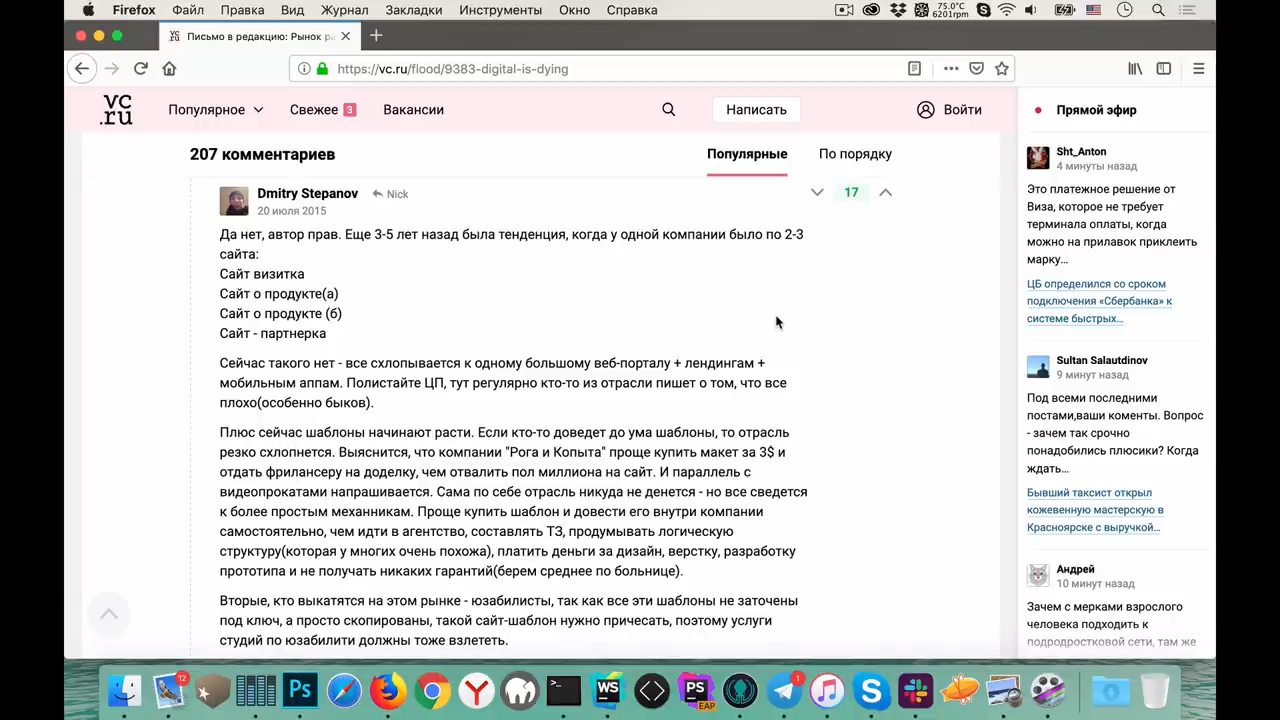 Firefox Файл Правка Вид Журнал Закладки Инструменты Окно Справка
75.0°C
6201rpm
Письмо в редакцию: Рынок ра
https://vc.ru/flood/9383-digital-is-dying
vc
.ru
Популярное
Свежее 3
Вакансии
Написать
Войти
207 комментариев
Популярные
По порядку
Dmitry Stepanov Nick
20 июля 2015
17
Да нет, автор прав. Еще 3-5 лет назад была тенденция, когда у одной компании было по 2-3
сайта:
Сайт визитка
Сайт о продукте(а)
Сайт о продукте (б)
Сайт - партнерка
Сейчас такого нет - все схлопывается к одному большому веб-порталу + лендингам +
мобильным аппам. Полистайте ЦП, тут регулярно кто-то из отрасли пишет о том, что все
плохо(особенно быков).
Плюс сейчас шаблоны начинают расти. Если кто-то доведет до ума шаблоны, то отрасль
резко схлопнется. Выяснится, что компании "Рога и Копыта" проще купить макет за 3$ и
отдать фрилансеру на доделку, чем отвалить пол миллиона на сайт. И параллель с
видеопрокатами напрашивается. Сама по себе отрасль никуда не денется - но все сведется
к более простым механникам. Проще купить шаблон и довести его внутри компании
самостоятельно, чем идти в агентство, составлять ТЗ, продумывать логическую
структуру(которая у многих очень похожа), платить деньги за дизайн, верстку, разработку
прототипа и не получать никаких гарантий(берем среднее по больнице).
Вторые, кто выкатятся на этом рынке - юзабилисты, так как все эти шаблоны не заточены
под ключ, а просто скопированы, такой сайт-шаблон нужно причесать, поэтому услуги
студий по юзабилити должны тоже взлететь.
Прямой эфир
Sht_Anton
4 минуты назад
Это платежное решение от
Виза, которое не требует
терминала оплаты, когда
можно на прилавок приклеить
марку…
ЦБ определился со сроком
подключения «Сбербанка» к
системе быстрых…
Sultan Salautdinov
9 минут назад
Под всеми последними
постами,ваши коменты. Вопрос
- зачем так срочно
понадобились плюсики? Когда
ждать…
Бывший таксист открыл
кожевенную мастерскую в
Красноярске с выручкой…
Андрей
10 минут назад
Зачем с мерками взрослого
человека подходить к
подродростковой сети, там же
12
Ps
WS
PS
EAP
1